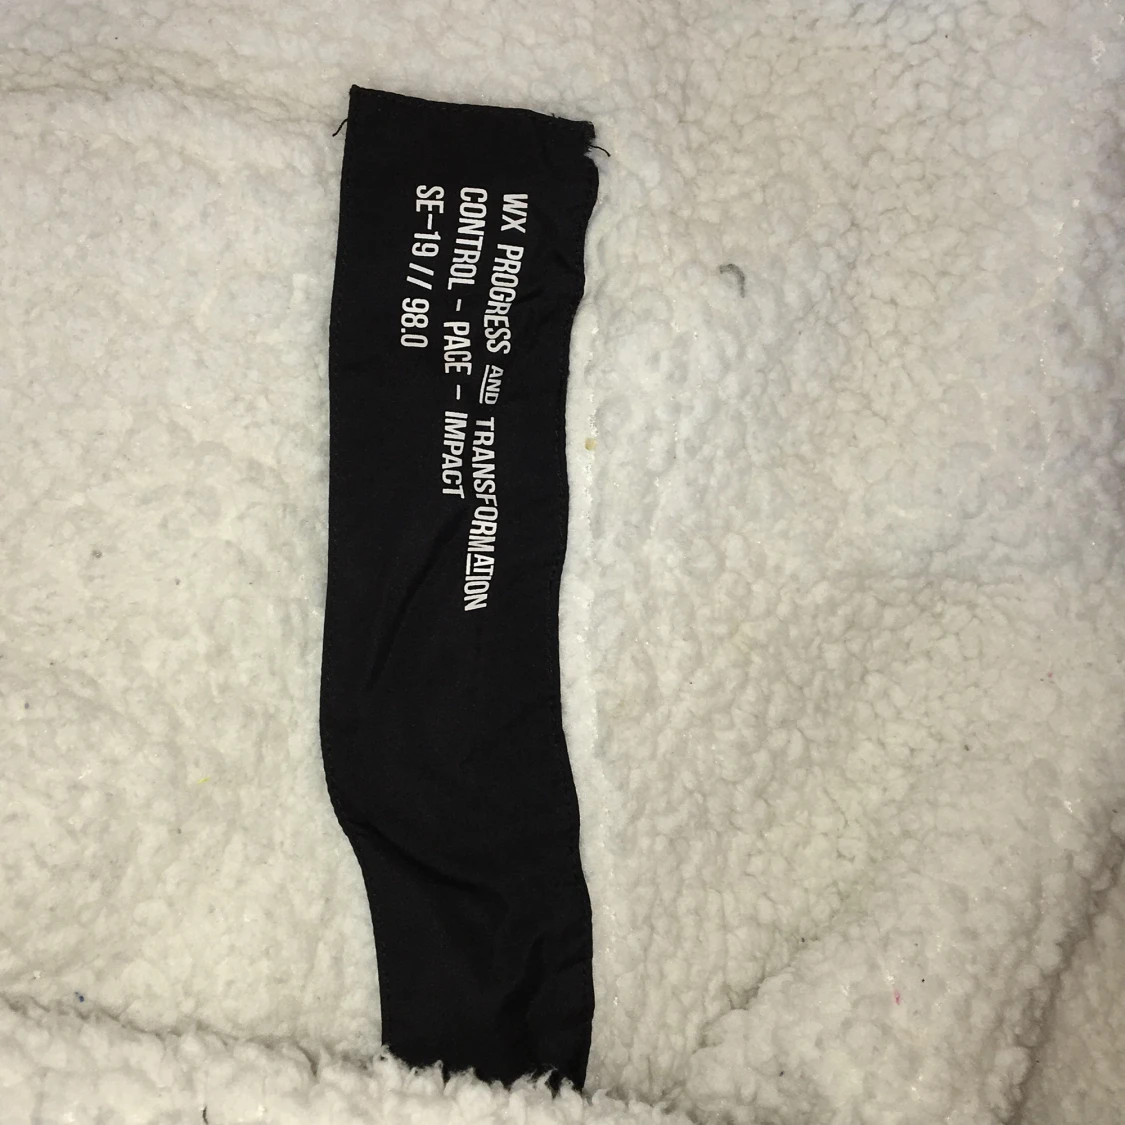 WX PROGRESS AND TRANSFORMATION
CONTROL - PACE - IMPACT
SE-19 // 98.0